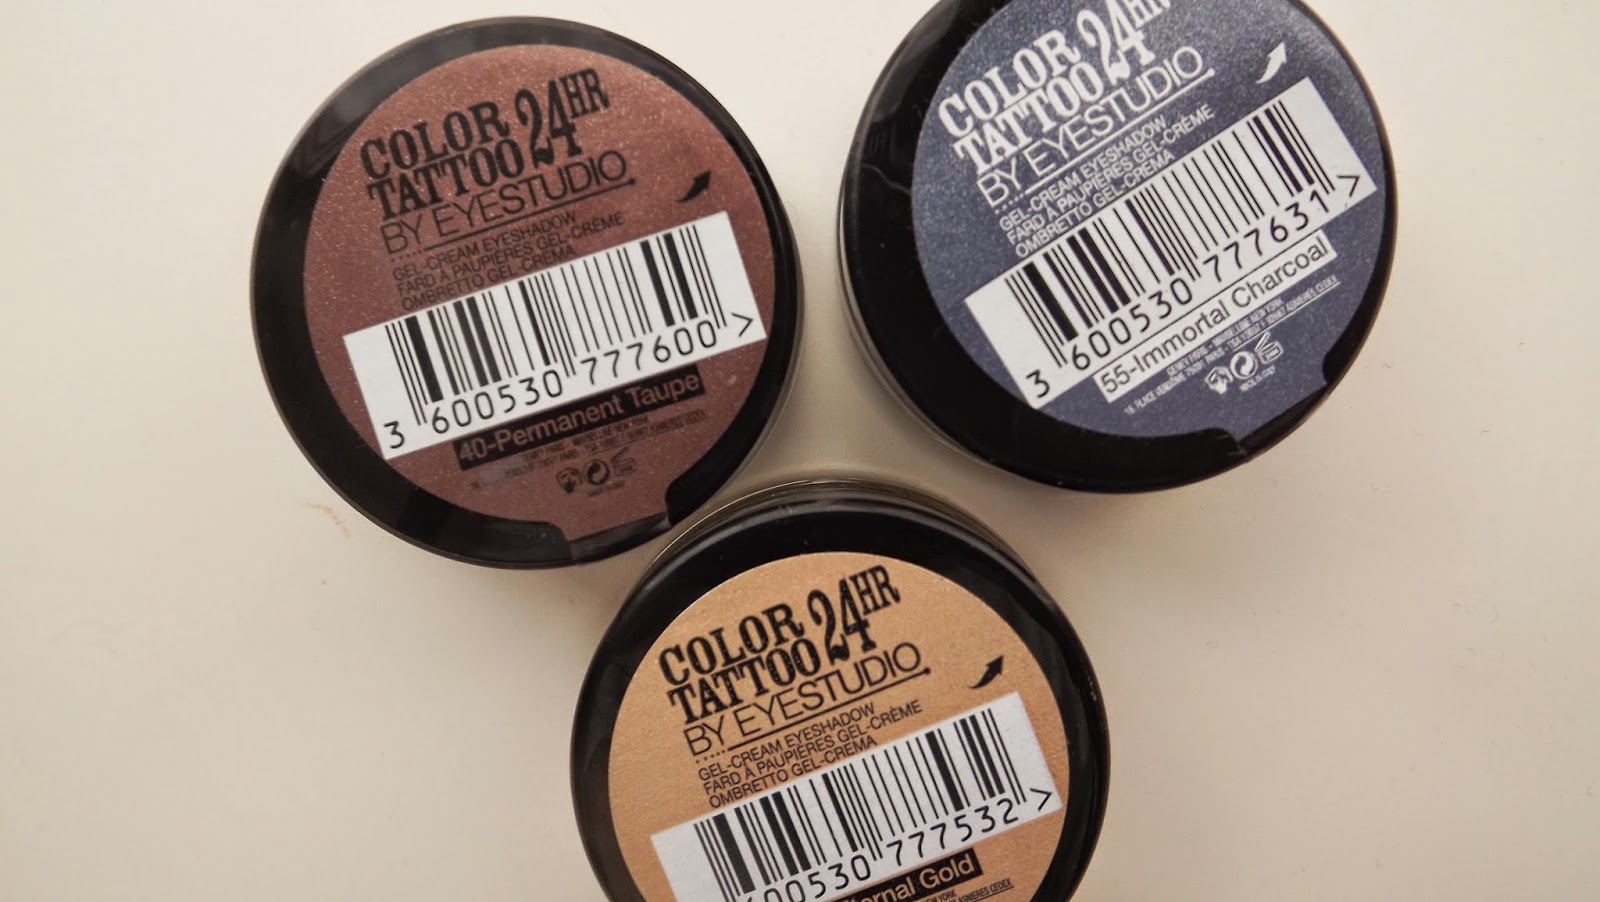 COLOR 24HR
TATTOO
BY EYESTUDIO
GEL-CREAM EYESHADOW
FARD À PAUPIÈRES GEL-CRÈME
OMBRETTO GEL-CREMA
3 600530 777600 >
40-Permanent Taupe
COLOR 24HR
TATTOO
BY EYESTUDIO
GEL-CREAM EYESHADOW
FARD À PAUPIÈRES GEL-CRÈME
OMBRETTO GEL-CREMA
3 600530 777631 >
55-Immortal Charcoal
COLOR 24HR
TATTOO
BY EYESTUDIO
GEL-CREAM EYESHADOW
FARD À PAUPIÈRES GEL-CRÈME
OMBRETTO GEL-CREMA
600530 777532 >
ternal Gold